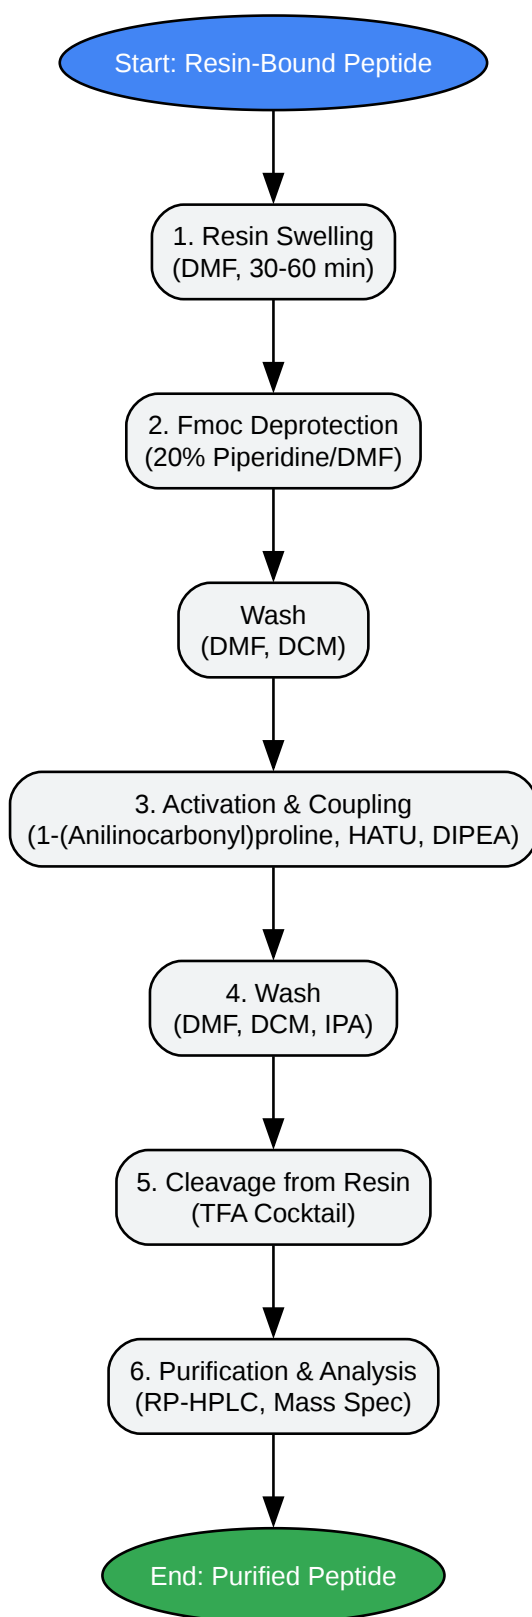 Start: Resin-Bound Peptide
1. Resin Swelling
(DMF, 30-60 min)
2. Fmoc Deprotection
(20% Piperidine/DMF)
Wash
(DMF, DCM)
3. Activation & Coupling
(1-(Anilinocarbonyl)proline, HATU, DIPEA)
4. Wash
(DMF, DCM, IPA)
5. Cleavage from Resin
(TFA Cocktail)
6. Purification & Analysis
(RP-HPLC, Mass Spec)
End: Purified Peptide